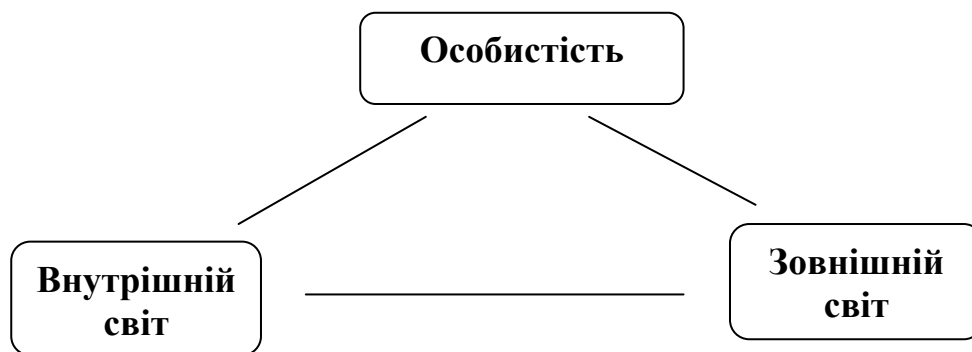 Особистість
Внутрішній
світ
Зовнішній
світ